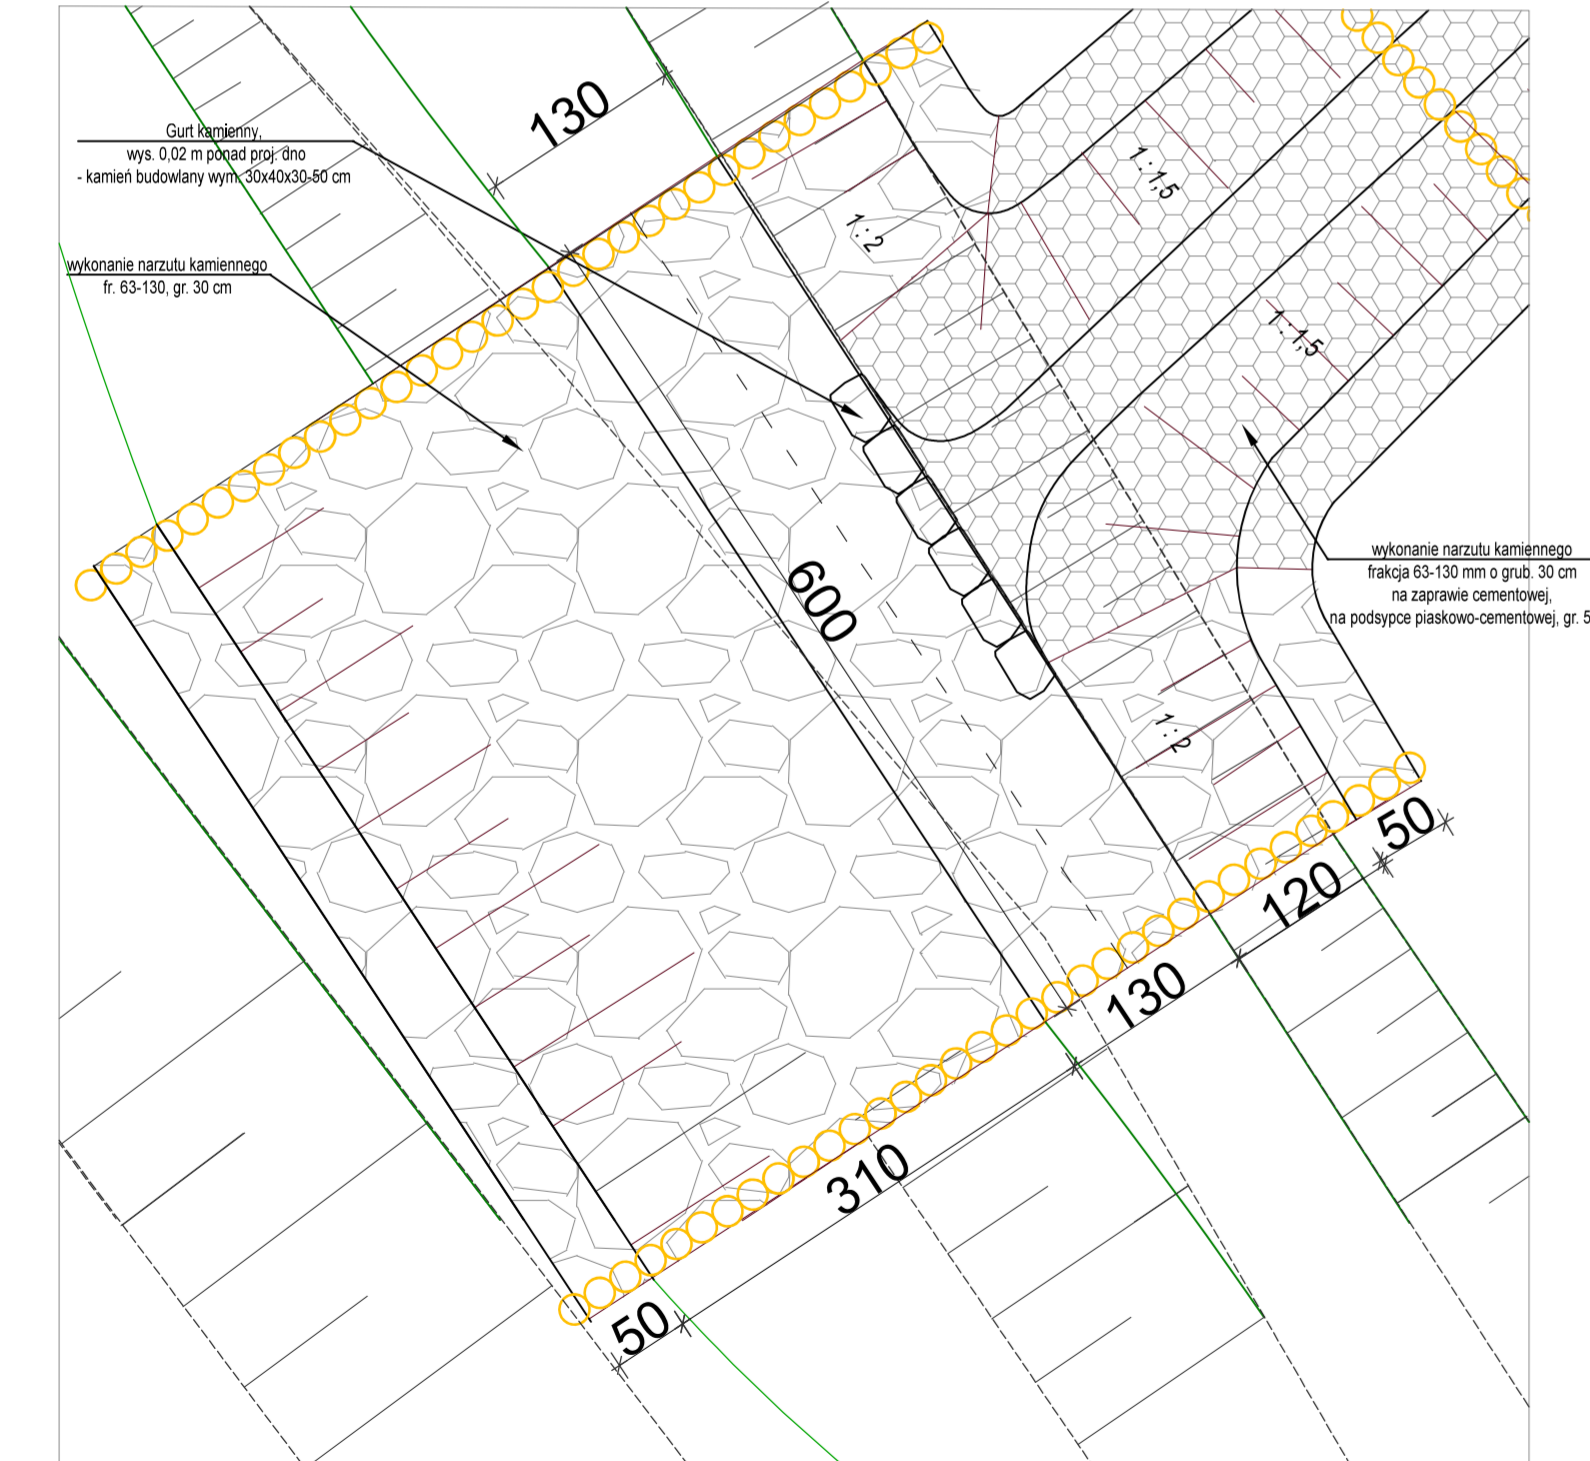 130
Gurt kamienny,
wys. 0,02 m ponad proj. dno
- kamień budowlany wym. 30x40x30-50 cm
1:1,5
1:2
wykonanie narzutu kamiennego
fr. 63-130, gr. 30 cm
1:1,5
600
wykonanie narzutu kamiennego
frakcja 63-130 mm o grub. 30 cm
na zaprawie cementowej,
na podsypce piaskowo-cementowej, gr. 5
1:2
50
120
130
310
50